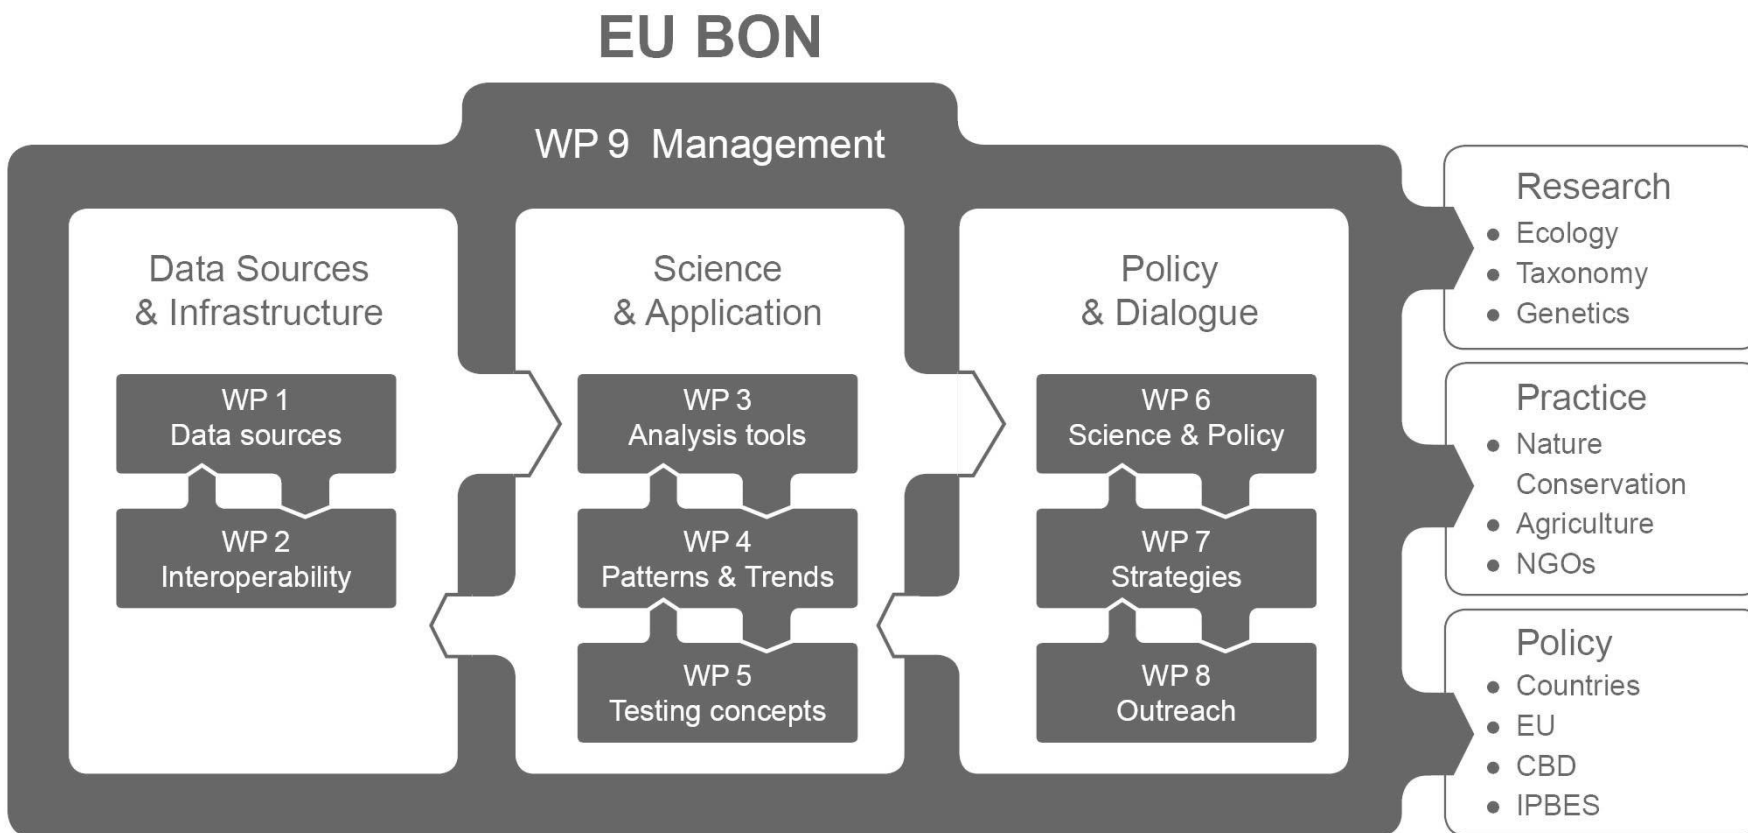 EU BON
WP 9 Management
Data Sources
& Infrastructure
WP 1
Data sources
WP 2
Interoperability
Science
& Application
WP 3
Analysis tools
WP 4
Patterns & Trends
WP 5
Testing concepts
Policy
& Dialogue
WP 6
Science & Policy
WP 7
Strategies
WP 8
Outreach
Research
● Ecology
● Taxonomy
● Genetics
Practice
● Nature
Conservation
● Agriculture
● NGOs
Policy
● Countries
● EU
● CBD
● IPBES